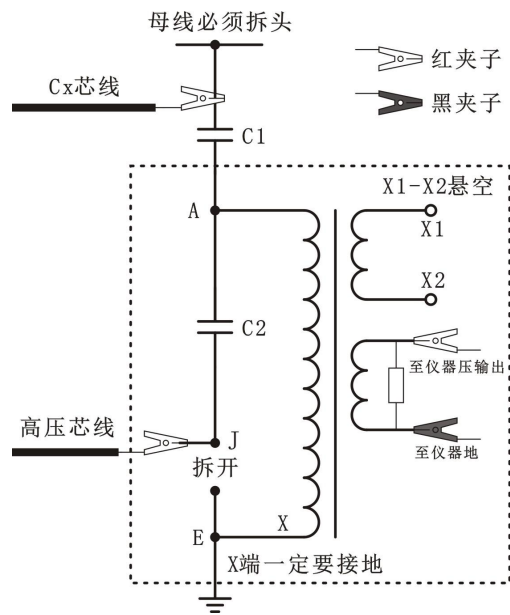 母线必须拆头
红夹子
Cx芯线
黑夹子
C1
X1-X2悬空
A
X1
X2
C2
至仪器压输出
高压芯线
J
至仪器地
拆开
E
X
X端一定要接地